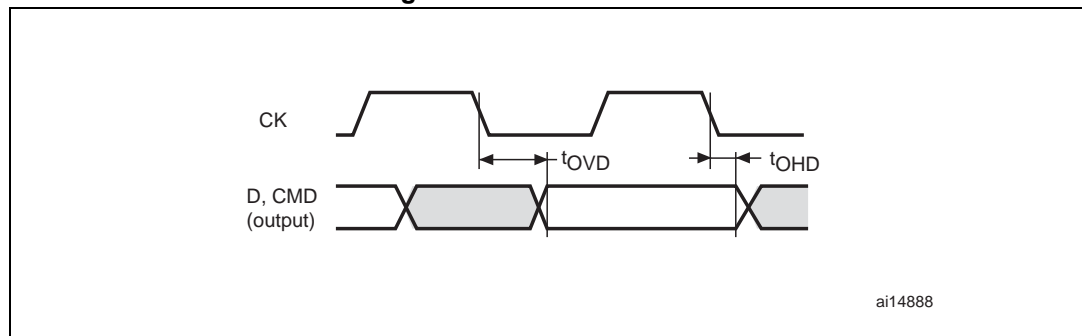 CK
tOVD
tOHD
D, CMD
(output)
ai14888